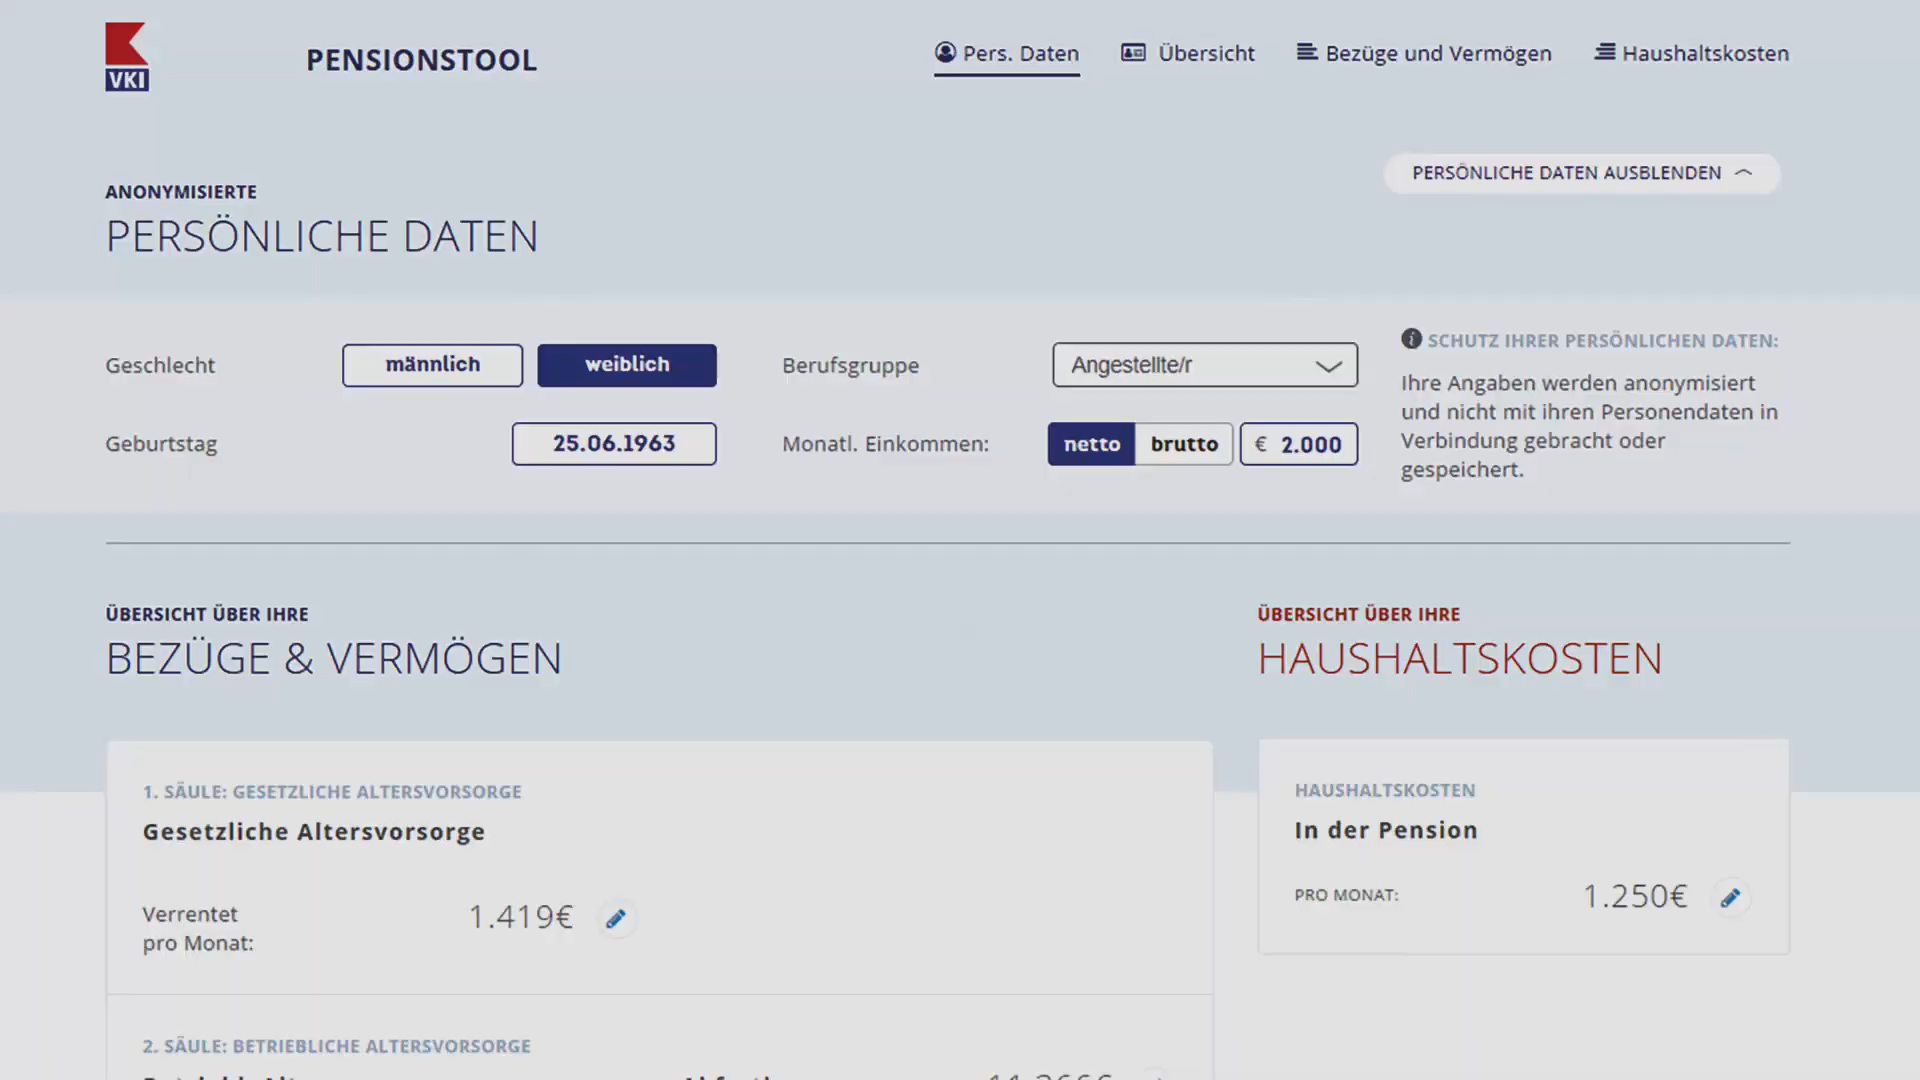 VKI
PENSIONSTOOL
Pers. Daten
Übersicht
Bezüge und Vermögen
Haushaltskosten
PERSÖNLICHE DATEN AUSBLENDEN
ANONYMISIERTE
PERSÖNLICHE DATEN
Geschlecht
männlich
weiblich
Berufsgruppe
Angestellte/r
Geburtstag
25.06.1963
Monatl. Einkommen:
netto
brutto
€ 2.000
SCHUTZ IHRER PERSÖNLICHEN DATEN:
Ihre Angaben werden anonymisiert
und nicht mit ihren Personendaten in
Verbindung gebracht oder
gespeichert.
ÜBERSICHT ÜBER IHRE
BEZÜGE & VERMÖGEN
1. SÄULE: GESETZLICHE ALTERSVORSORGE
Gesetzliche Altersvorsorge
Verrentet
pro Monat:
1.419€
2. SÄULE: BETRIEBLICHE ALTERSVORSORGE
ÜBERSICHT ÜBER IHRE
HAUSHALTSKOSTEN
HAUSHALTSKOSTEN
In der Pension
PRO MONAT:
1.250€